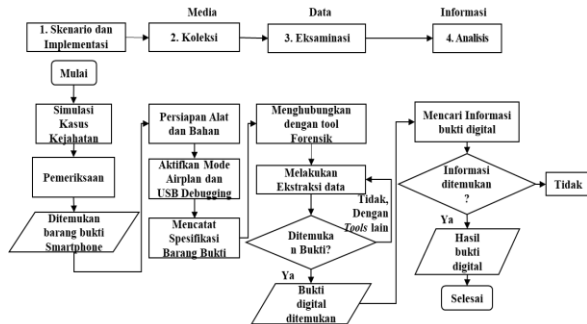 Media
Data
Informasi
1. Skenario dan
Implementasi
2. Koleksi
3. Eksaminasi
4. Analisis
Mulai
Simulasi
Kasus
Kejahatan
Pemeriksaan
Ditemukan
barang bukti
Smartphone
Persiapan Alat
dan Bahan
Aktifkan Mode
Airplan dan
USB Debugging
Mencatat
Spesifikasi
Barang Bukti
Menghubungkan
dengan tool
Forensik
Melakukan
Ekstraksi data
Tidak,
Dengan
Tools lain
Ditemuka
n Bukti?
Ya
Bukti
digital
ditemukan
Mencari Informasi
bukti digital
Informasi
ditemukan
?
Tidak
Ya
Hasil
bukti
digital
Selesai